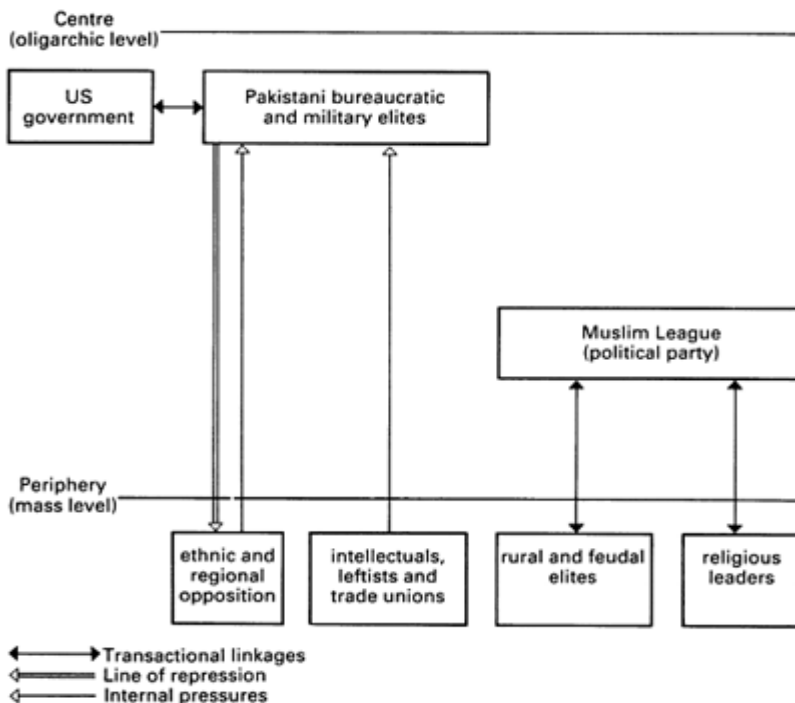 Centre
(oligarchic level)
US
government
Pakistani bureaucratic
and military elites
Muslim League
(political party)
Periphery
(mass level)
ethnic and
regional
opposition
intellectuals,
leftists and
trade unions
rural and feudal
elites
religious
leaders
Transactional linkages
Line of repression
Internal pressures